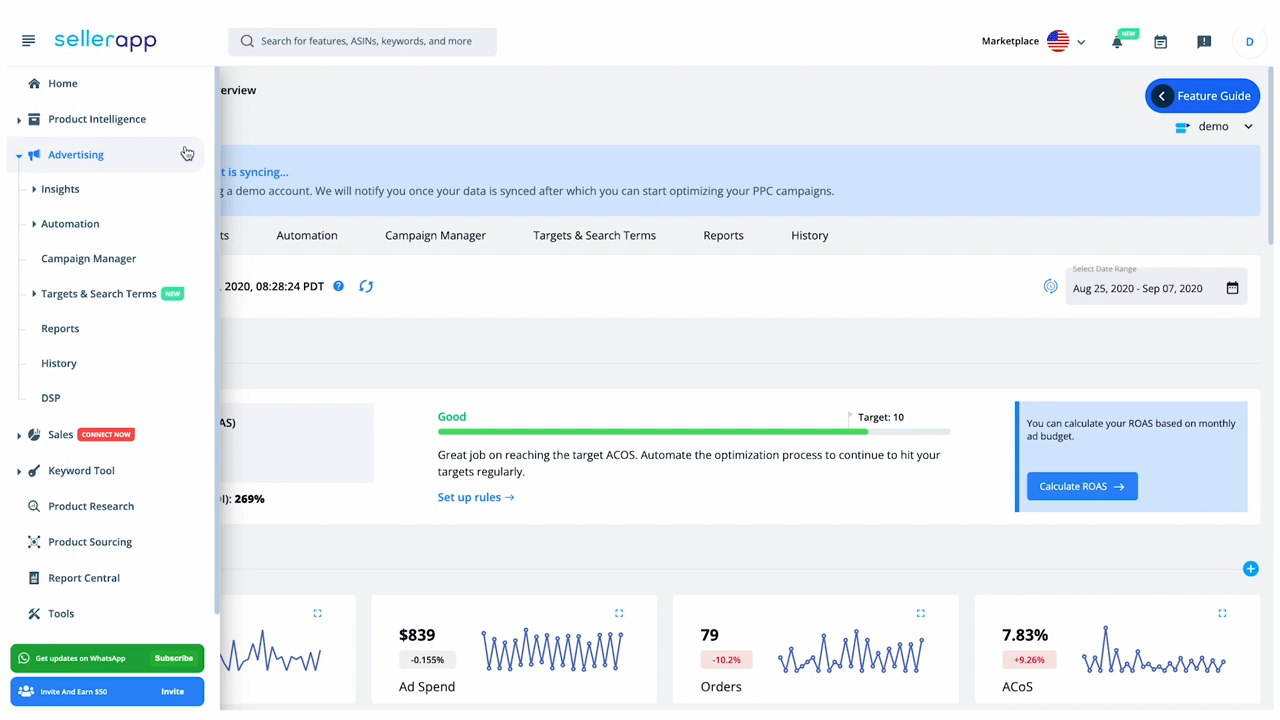 sellerapp
Search for features, ASINs, keywords, and more
Marketplace
NEW
D
Home
Product Intelligence
Advertising
Insights
Automation
Campaign Manager
Targets & Search Terms NEW
Reports
History
DSP
Sales CONNECT NOW
Keyword Tool
Product Research
Product Sourcing
Report Central
Tools
Get updates on WhatsApp Subscribe
Invite And Earn $50 Invite
erview
Feature Guide
demo
t is syncing...
g a demo account. We will notify you once your data is synced after which you can start optimizing your PPC campaigns.
ts Automation Campaign Manager Targets & Search Terms Reports History
, 2020, 08:28:24 PDT
Select Date Range
Aug 25, 2020 - Sep 07, 2020
AS)
I): 269%
Good
Target: 10
Great job on reaching the target ACOS. Automate the optimization process to continue to hit your
targets regularly.
Set up rules →
You can calculate your ROAS based on monthly
ad budget.
Calculate ROAS →
$839
-0.155%
Ad Spend
79
-10.2%
Orders
7.83%
+9.26%
ACoS